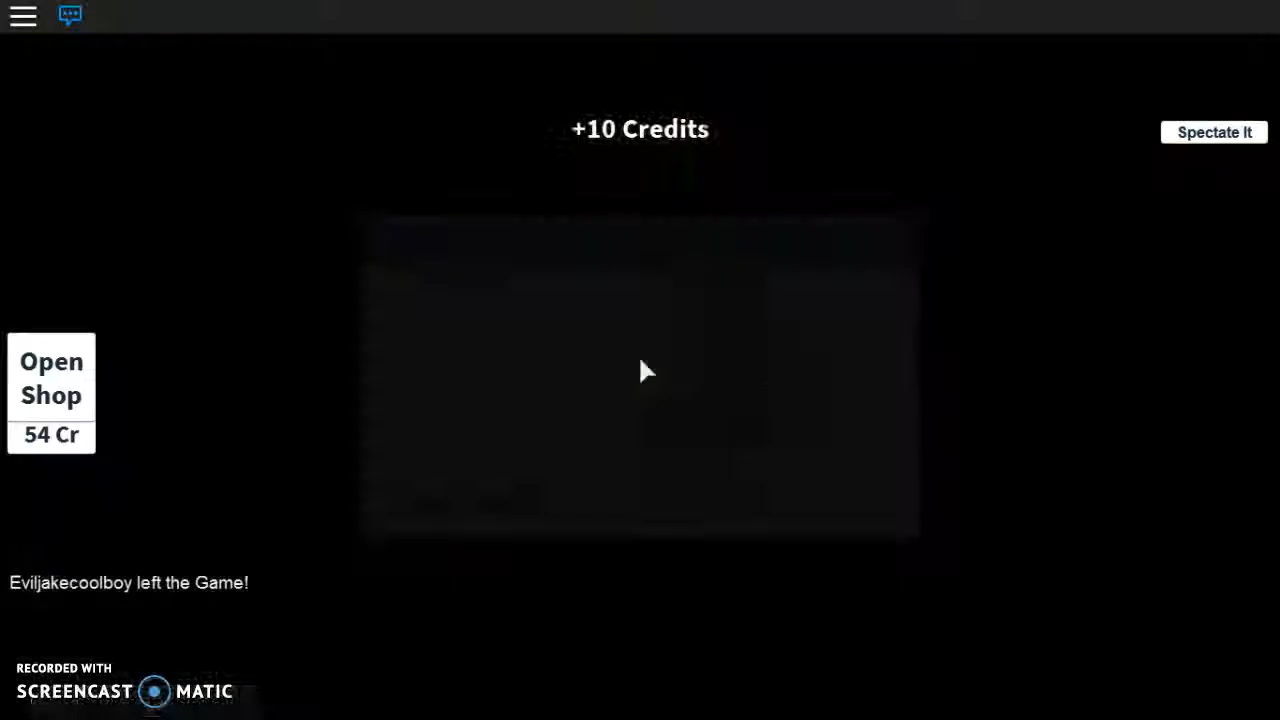 +10 Credits
Spectate It
Open
Shop
54 Cr
Eviljakecoolboy left the Game!
RECORDED WITH
SCREENCAST MATIC